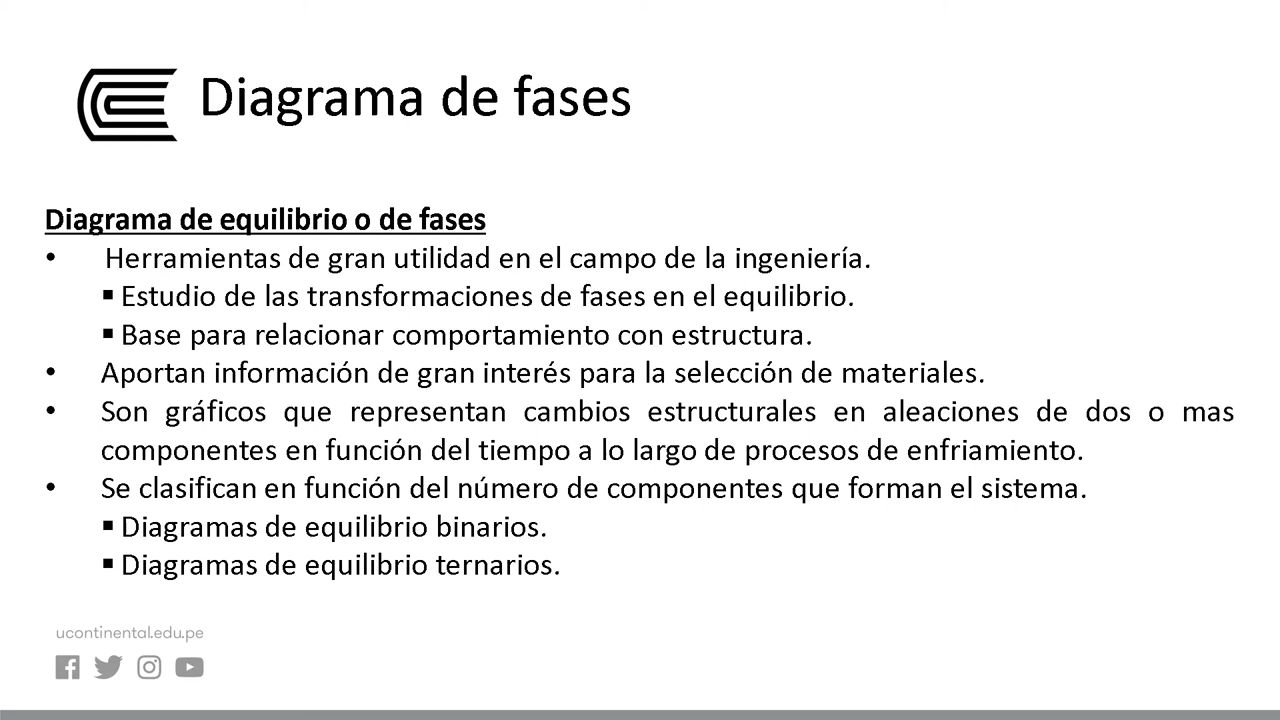 Diagrama de fases
Diagrama de equilibrio o de fases
• Herramientas de gran utilidad en el campo de la ingeniería.
▪ Estudio de las transformaciones de fases en el equilibrio.
▪ Base para relacionar comportamiento con estructura.
• Aportan información de gran interés para la selección de materiales.
• Son gráficos que representan cambios estructurales en aleaciones de dos o mas
componentes en función del tiempo a lo largo de procesos de enfriamiento.
• Se clasifican en función del número de componentes que forman el sistema.
▪ Diagramas de equilibrio binarios.
▪ Diagramas de equilibrio ternarios.
ucontinental.edu.pe